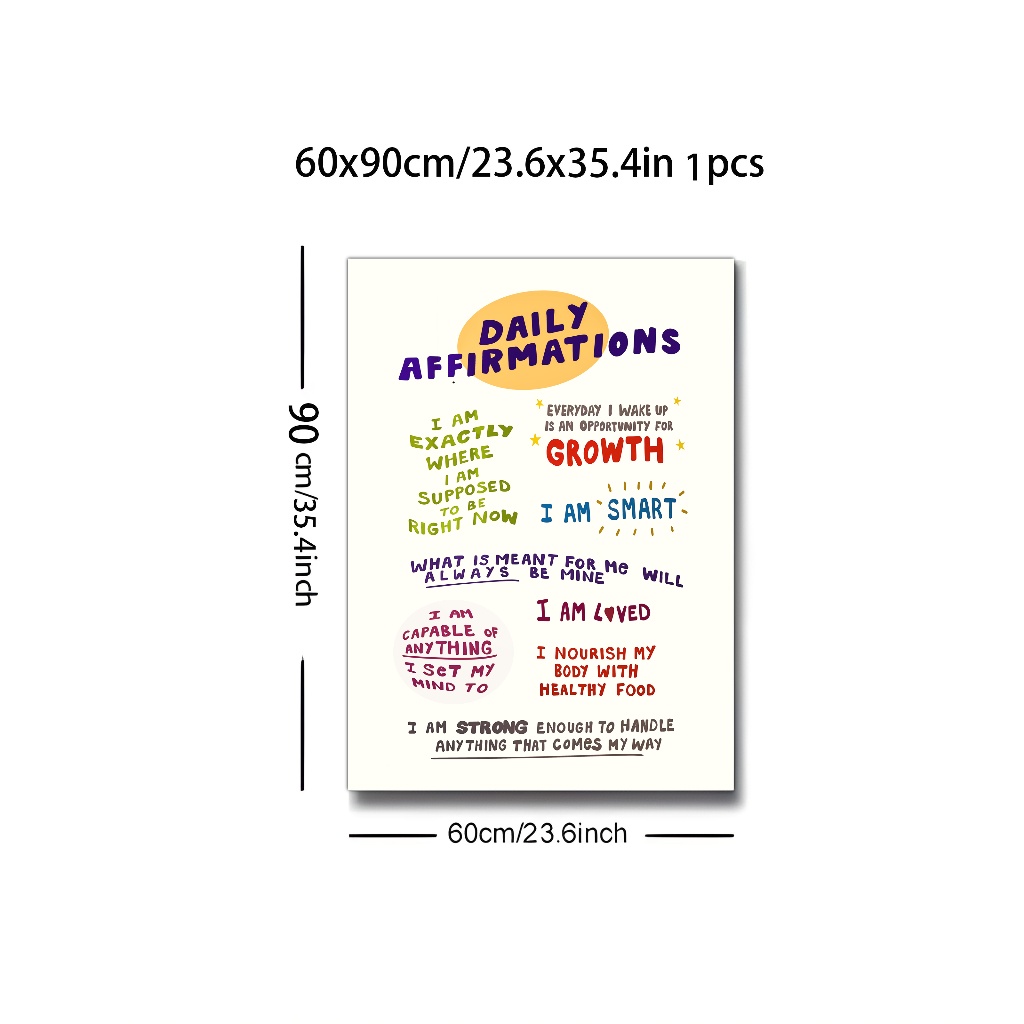 60x90cm/23.6x35.4in 1pcs
90 cm/35.4inch
DAILY
AFFIRMATIONS
I AM
EXACTLY
WHERE
I AM
SUPPOSED
TO BE
RIGHT NOW
EVERYDAY I WAKE UP
IS AN OPPORTUNITY FOR
GROWTH
I AM SMART
WHAT IS MEANT FOR Me WILL
ALWAYS BE MINE
I AM
CAPABLE OF
ANYTHING
I SeT MY
MIND TO
I AM L♥VED
I NOURISH MY
BODY WITH
HEALTHY FOOD
I AM STRONG ENOUGH TO HANDLE
ANYTHING THAT COMeS MY WAY
60cm/23.6inch